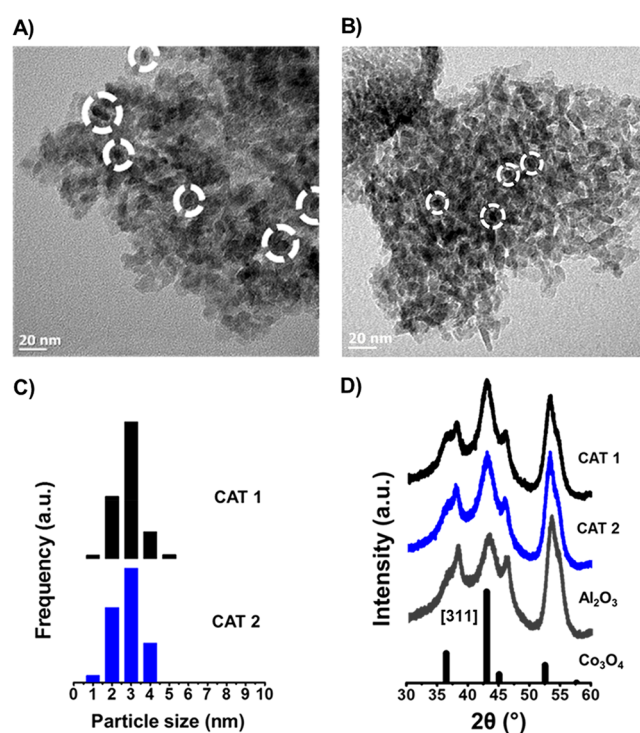 A)
B)
20 nm
20 nm
C)
Frequency (a.u.)
CAT 1
CAT 2
0 1 2 3 4 5 6 7 8 9 10
Particle size (nm)
D)
Intensity (a.u.)
CAT 1
CAT 2
Al₂O₃
[311]
Co₃O₄
30 35 40 45 50 55 60
2θ (°)